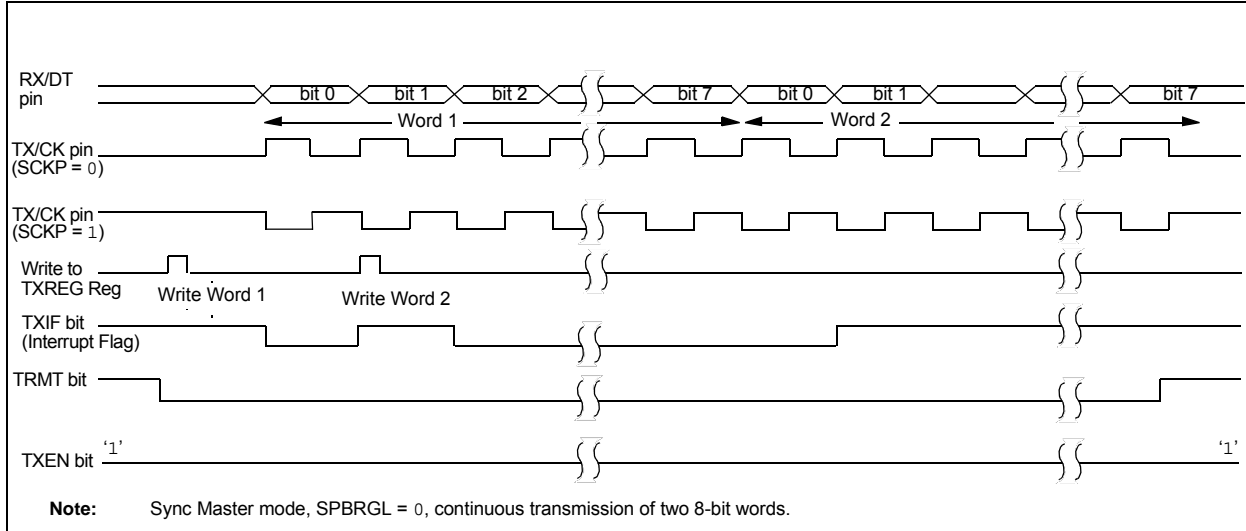 RX/DT
pin
bit 0 bit 1 bit 2 bit 7 bit 0 bit 1 bit 7
Word 1 Word 2
TX/CK pin
(SCKP = 0)
TX/CK pin
(SCKP = 1)
Write to
TXREG Reg
Write Word 1 Write Word 2
TXIF bit
(Interrupt Flag)
TRMT bit
TXEN bit ‘1’ ‘1’
Note: Sync Master mode, SPBRGL = 0, continuous transmission of two 8-bit words.